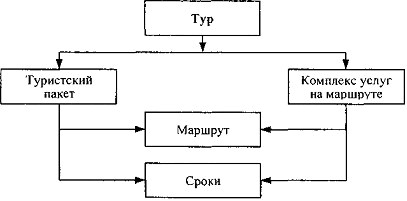 Тур
Туристский
пакет
Комплекс услуг
на маршруте
Маршрут
Сроки